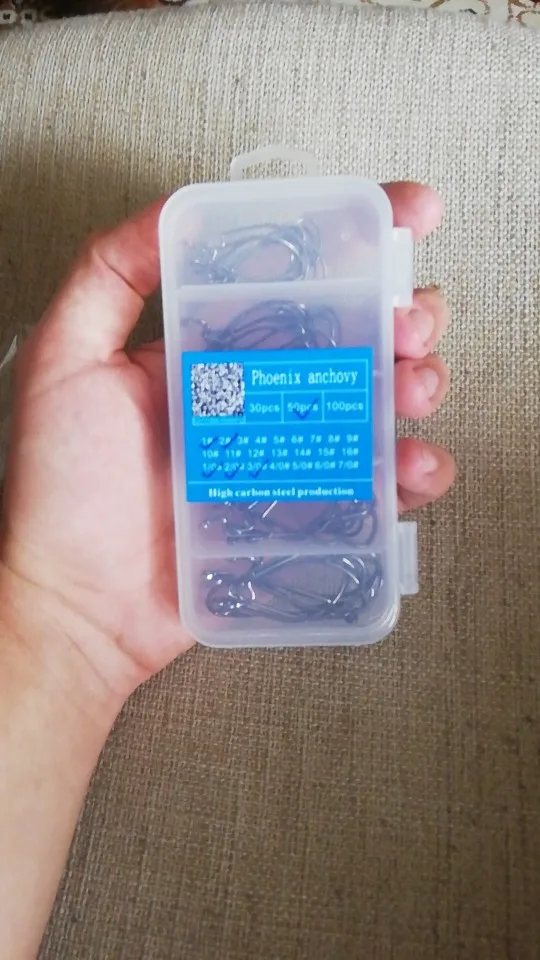 Phoenix anchovy
30pcs 50pcs 100pcs
1# 2# 3# 4# 5# 6# 7# 8# 9#
10# 11# 12# 13# 14# 15# 16#
1/0# 2/0# 3/0# 4/0# 5/0# 6/0# 7/0#
High carbon steel production